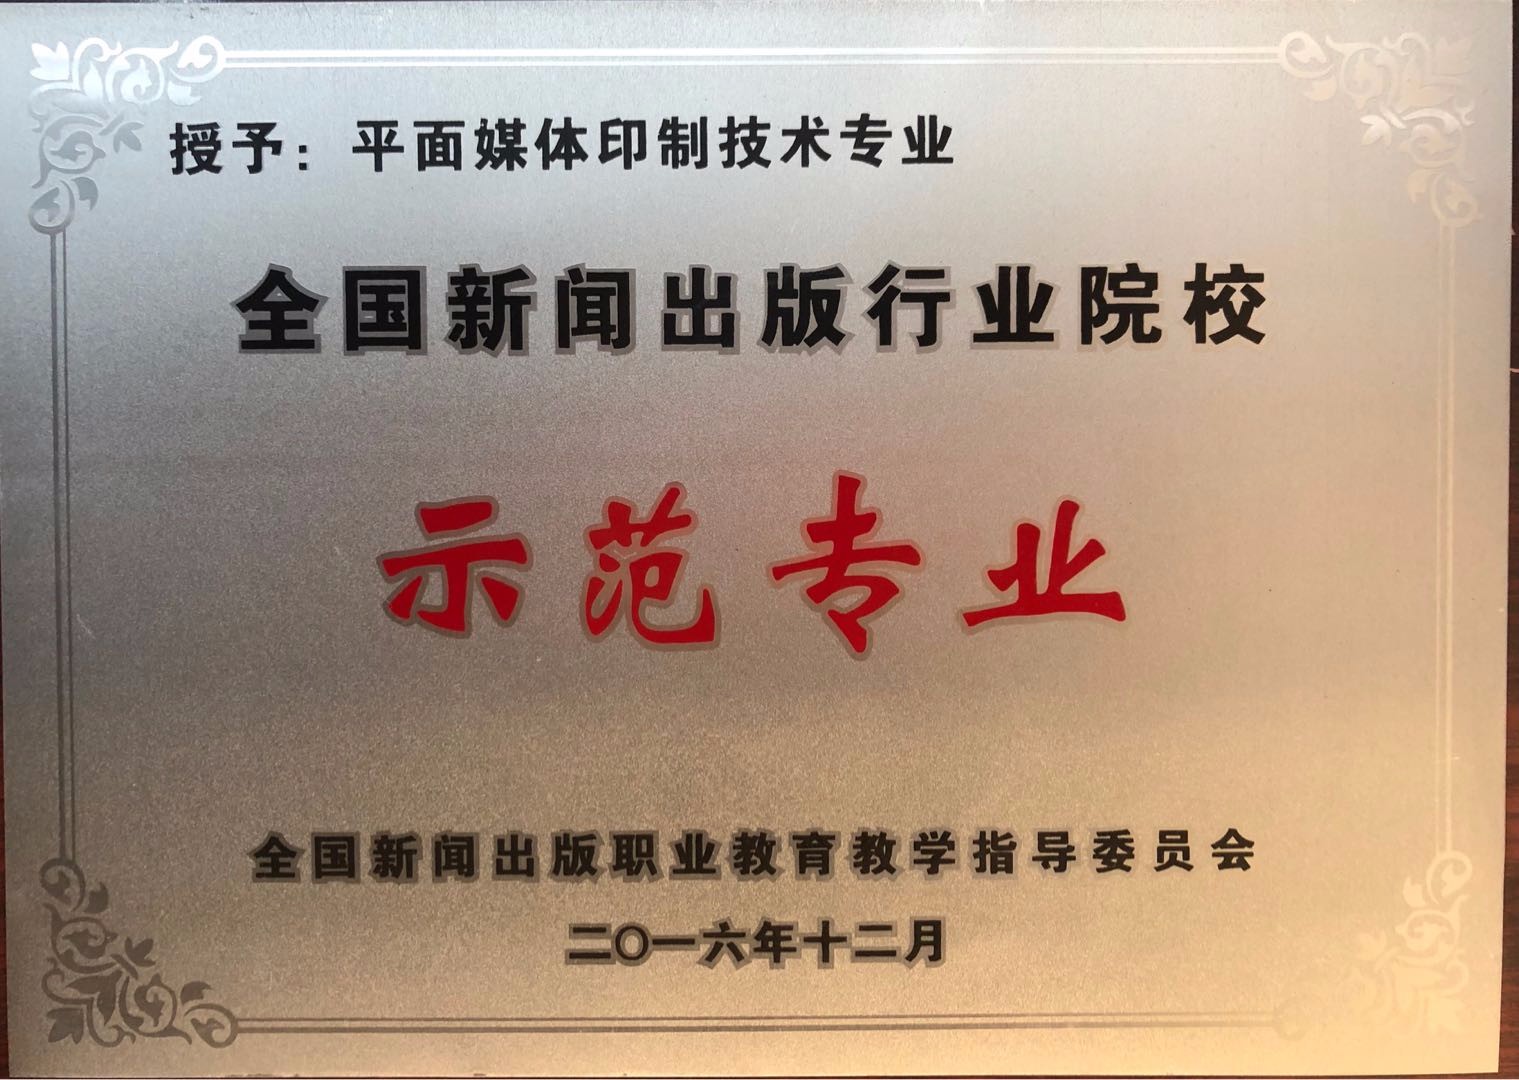 授予：平面媒体印制技术专业
全国新闻出版行业院校
示范专业
全国新闻出版职业教育教学指导委员会
二〇一六年十二月